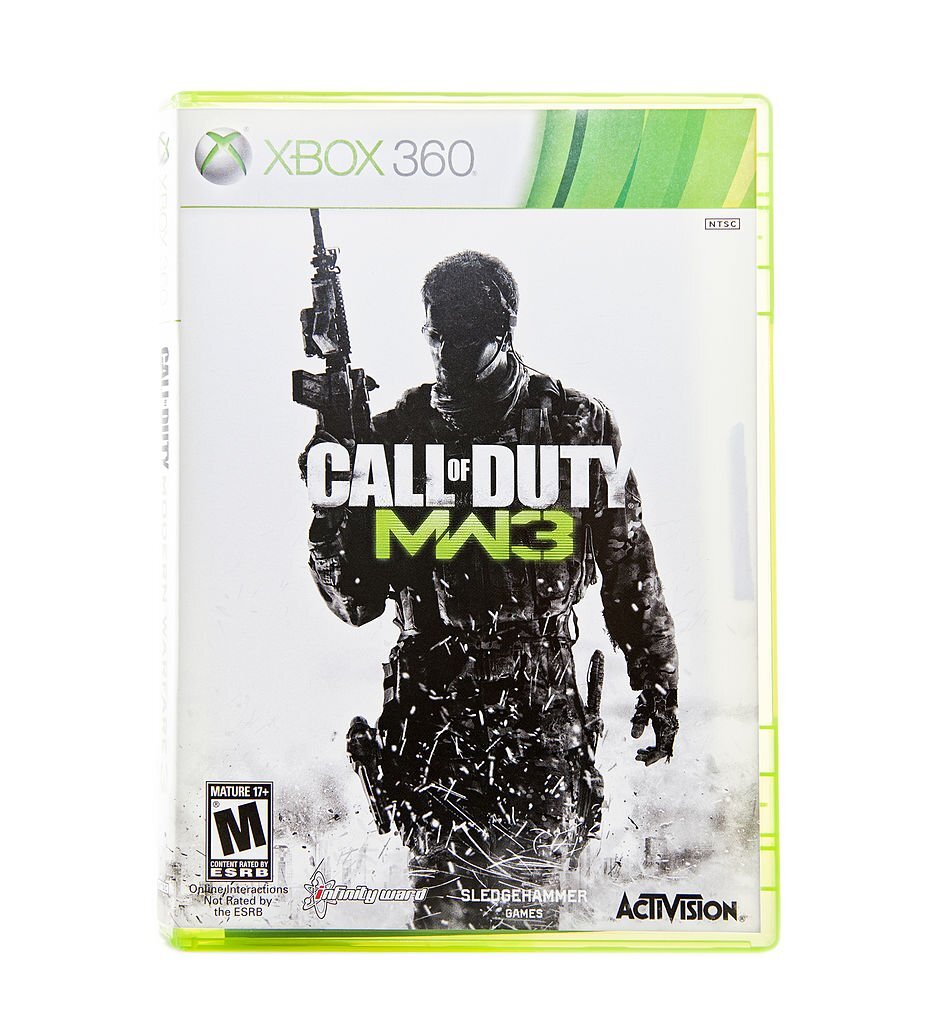 XBOX 360
NTSC
CALL OF DUTY
MW3
MATURE 17+
M
CONTENT RATED BY
ESRB
Online Interactions
Not Rated by
the ESRB
infinity ward
SLEDGEHAMMER
GAMES
ACTIVISION
XBOX 360
CALL OF DUTY MODERN WARFARE 3